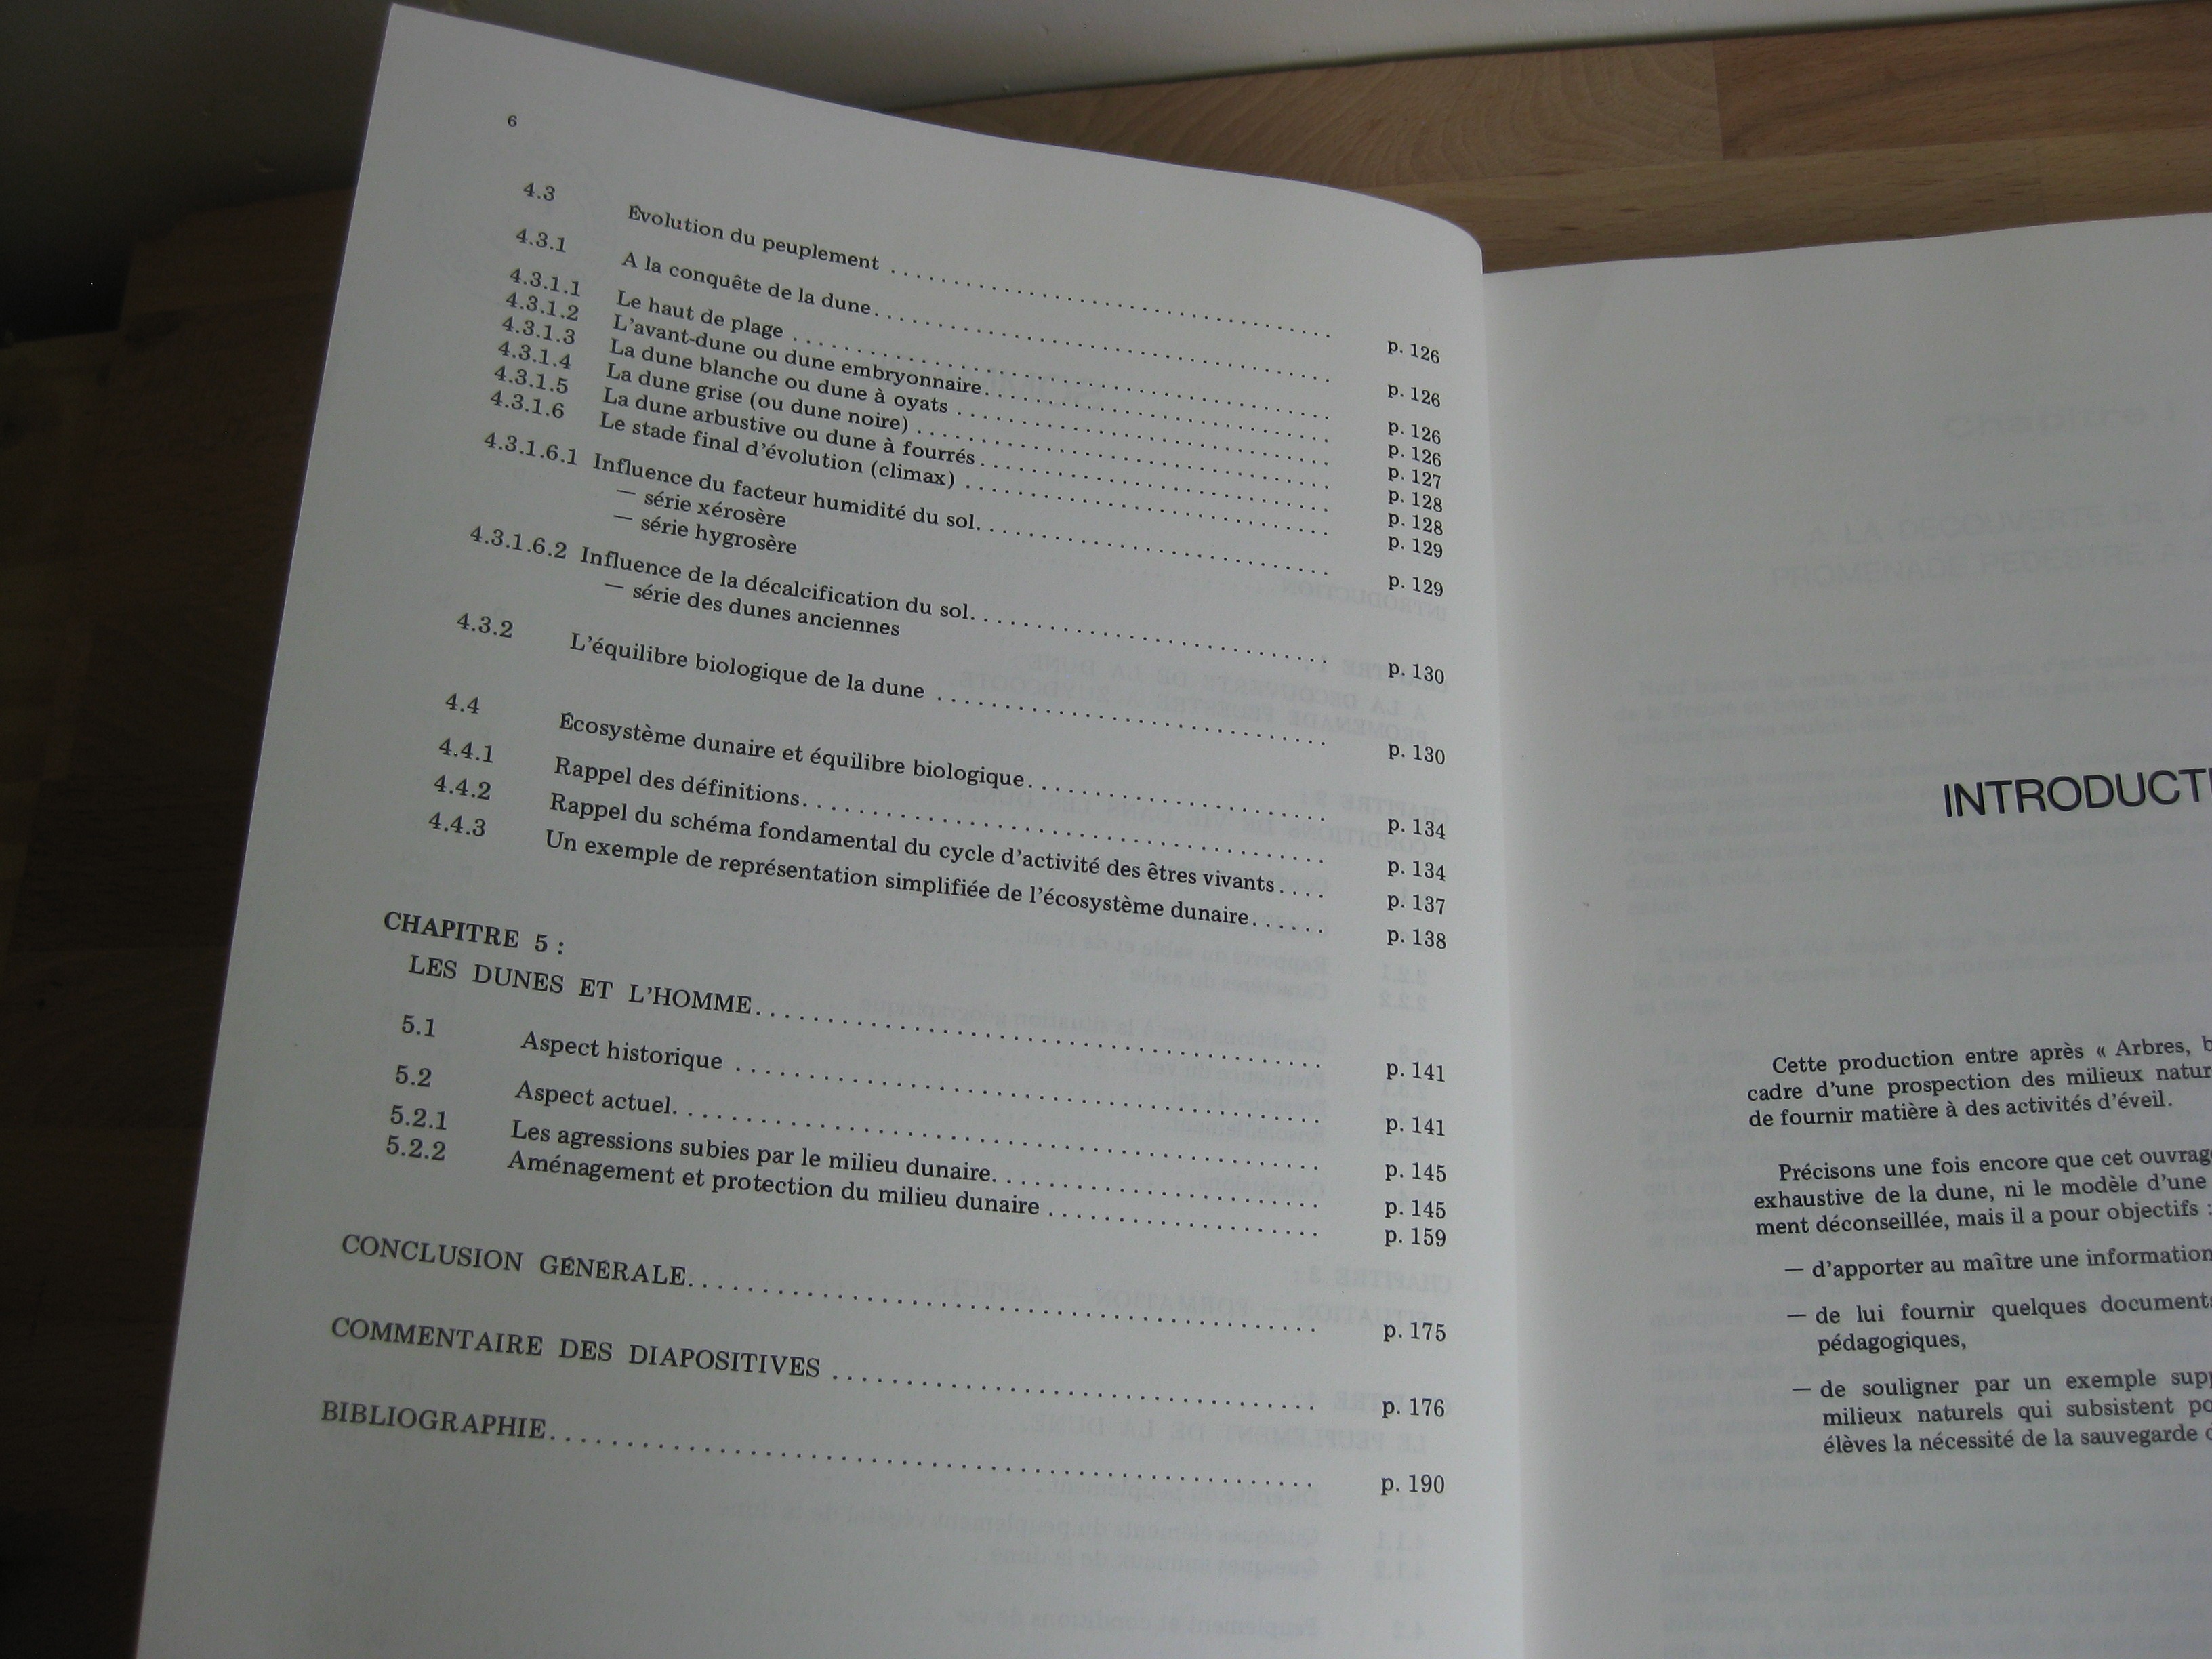 6
4.3 Évolution du peuplement . . . . . . . . . . p. 126
4.3.1 A la conquête de la dune. . . . . . . . . . p. 126
4.3.1.1 Le haut de plage . . . . . . . . . . p. 126
4.3.1.2 L'avant-dune ou dune embryonnaire. . . . . . . . . . p. 126
4.3.1.3 La dune blanche ou dune à oyats . . . . . . . . . . p. 127
4.3.1.4 La dune grise (ou dune noire) . . . . . . . . . . p. 128
4.3.1.5 La dune arbustive ou dune à fourrés. . . . . . . . . . p. 128
4.3.1.6 Le stade final d'évolution (climax) . . . . . . . . . . p. 129
4.3.1.6.1 Influence du facteur humidité du sol. . . . . . . . . . p. 129
— série xérosère
— série hygrosère
4.3.1.6.2 Influence de la décalcification du sol. . . . . . . . . . p. 130
— série des dunes anciennes
4.3.2 L'équilibre biologique de la dune . . . . . . . . . . p. 130
4.4 Écosystème dunaire et équilibre biologique. . . . . . . . . . p. 134
4.4.1 Rappel des définitions. . . . . . . . . . p. 134
4.4.2 Rappel du schéma fondamental du cycle d'activité des êtres vivants . . . . p. 137
4.4.3 Un exemple de représentation simplifiée de l'écosystème dunaire. . . . . . p. 138
CHAPITRE 5 :
LES DUNES ET L'HOMME. . . . . . . . . . p. 141
5.1 Aspect historique . . . . . . . . . . p. 141
5.2 Aspect actuel. . . . . . . . . . p. 145
5.2.1 Les agressions subies par le milieu dunaire. . . . . . . . . . p. 145
5.2.2 Aménagement et protection du milieu dunaire . . . . . . . . . . p. 159
CONCLUSION GÉNÉRALE. . . . . . . . . . p. 175
COMMENTAIRE DES DIAPOSITIVES . . . . . . . . . . p. 176
BIBLIOGRAPHIE. . . . . . . . . . p. 190
INTRODUCTI
Cette production entre après « Arbres, b
cadre d'une prospection des milieux natur
de fournir matière à des activités d'éveil.
Précisons une fois encore que cet ouvrag
exhaustive de la dune, ni le modèle d'une
ment déconseillée, mais il a pour objectifs :
— d'apporter au maître une information
— de lui fournir quelques documents
pédagogiques,
— de souligner par un exemple supp
milieux naturels qui subsistent po
élèves la nécessité de la sauvegarde